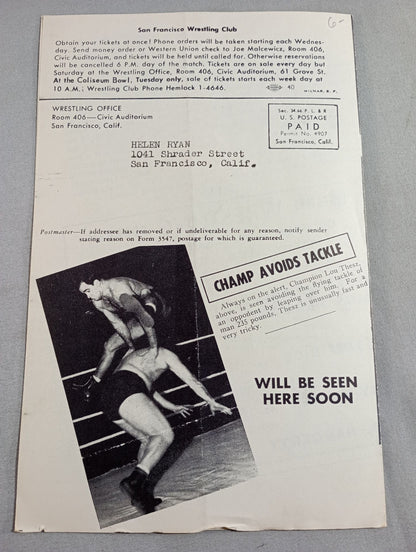 6-
San Francisco Wrestling Club
Obtain your tickets at once! Phone orders will be taken starting each Wednes-
day. Send money order or Western Union check to Joe Malcewicz, Room 406,
Civic Auditorium, and tickets will be held until called for. Otherwise reservations
will be cancelled 6 P.M. day of the match. Tickets are on sale every day but
Saturday at the Wrestling Office, Room 406, Civic Auditorium, 61 Grove St.
At the Coliseum Bowl, Tuesday only, sale of tickets starts each week day at
10 A.M.; Wrestling Club Phone Hemlock 1-4646. 40 WILMAR, S. F.
WRESTLING OFFICE
Room 406—Civic Auditorium
San Francisco, Calif.
Sec. 34.66 P. L. & R
U. S. POSTAGE
PAID
Permit No. 4907
San Francisco, Calif.
HELEN RYAN
1041 Shrader Street
San Francisco, Calif.
Postmaster—If addressee has removed or if undeliverable for any reason, notify sender
stating reason on Form 3547, postage for which is guaranteed.
CHAMP AVOIDS TACKLE
Always on the alert, Champion Lou Thesz,
above, is seen avoiding the flying tackle of
an opponent by leaping over him. For a
man 235 pounds, Thesz is unusually fast and
very tricky.
WILL BE SEEN
HERE SOON